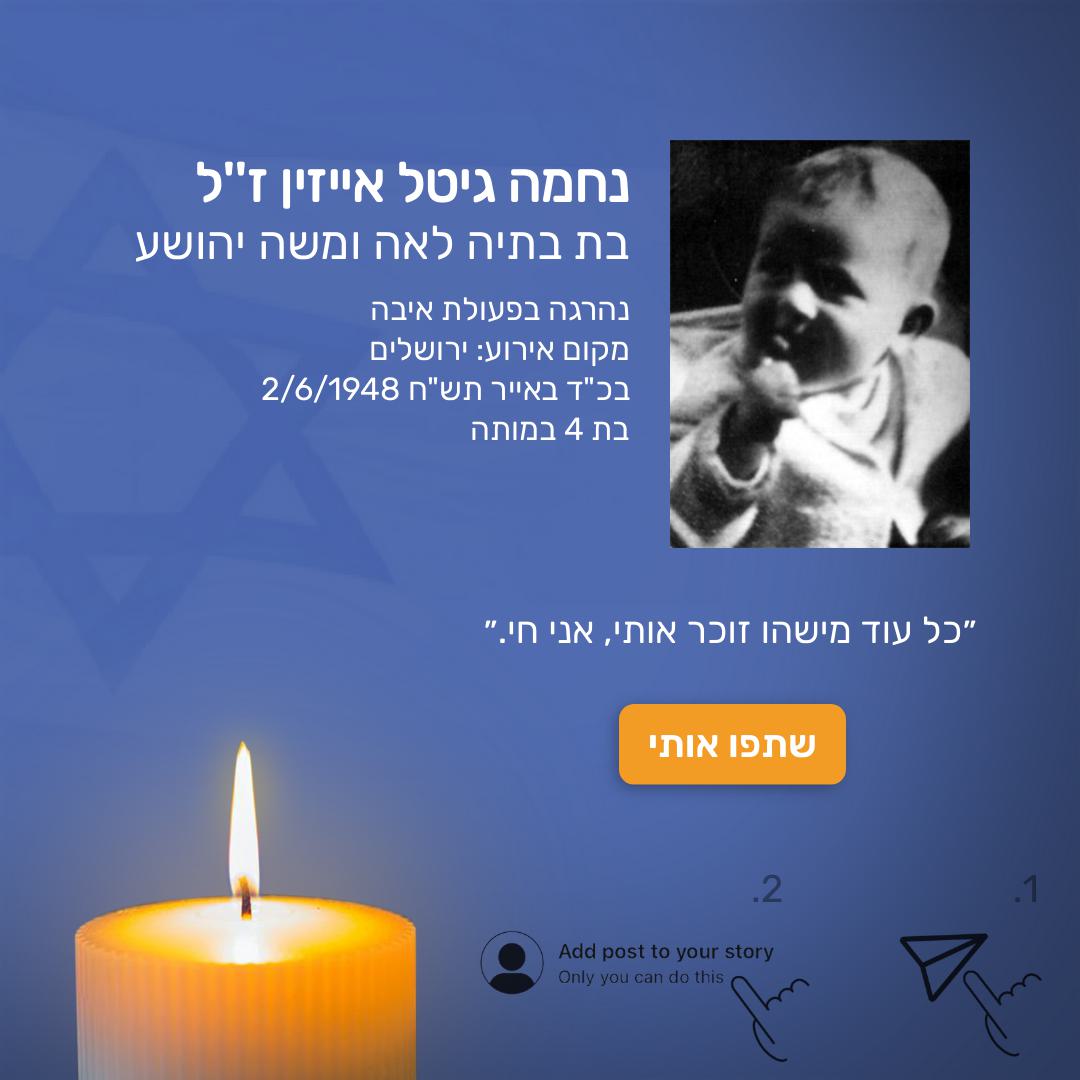 נחמה גיטל אייזין ז"ל
בת בתיה לאה ומשה יהושע
נהרגה בפעולת איבה
מקום אירוע: ירושלים
בכ"ד באייר תש"ח 2/6/1948
בת 4 במותה
״כל עוד מישהו זוכר אותי, אני חי.״
שתפו אותי
1.
2.
Add post to your story
Only you can do this